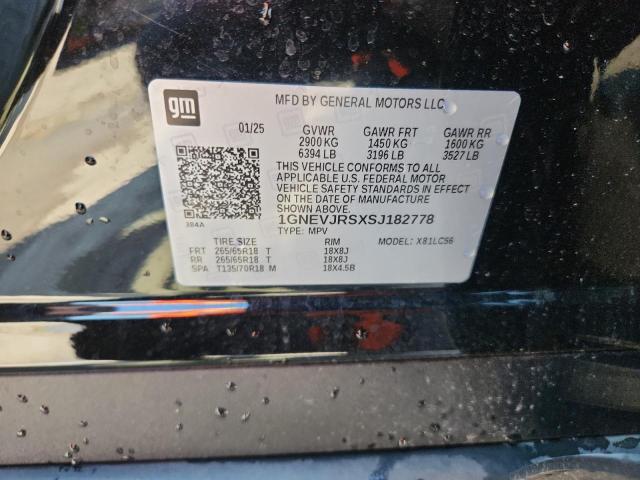 gm
MFD BY GENERAL MOTORS LLC
01/25 GVWR GAWR FRT GAWR RR
2900 KG 1450 KG 1600 KG
6394 LB 3196 LB 3527 LB
THIS VEHICLE CONFORMS TO ALL
APPLICABLE U.S. FEDERAL MOTOR
VEHICLE SAFETY STANDARDS IN EFFECT
ON THE DATE OF MANUFACTURE
SHOWN ABOVE.
384A 1GNEVJRSXSJ182778
TYPE: MPV
TIRE SIZE RIM MODEL: X81LC56
FRT 265/65R18 T 18X8J
RR 265/65R18 T 18X8J
SPA T135/70R18 M 18X4.5B